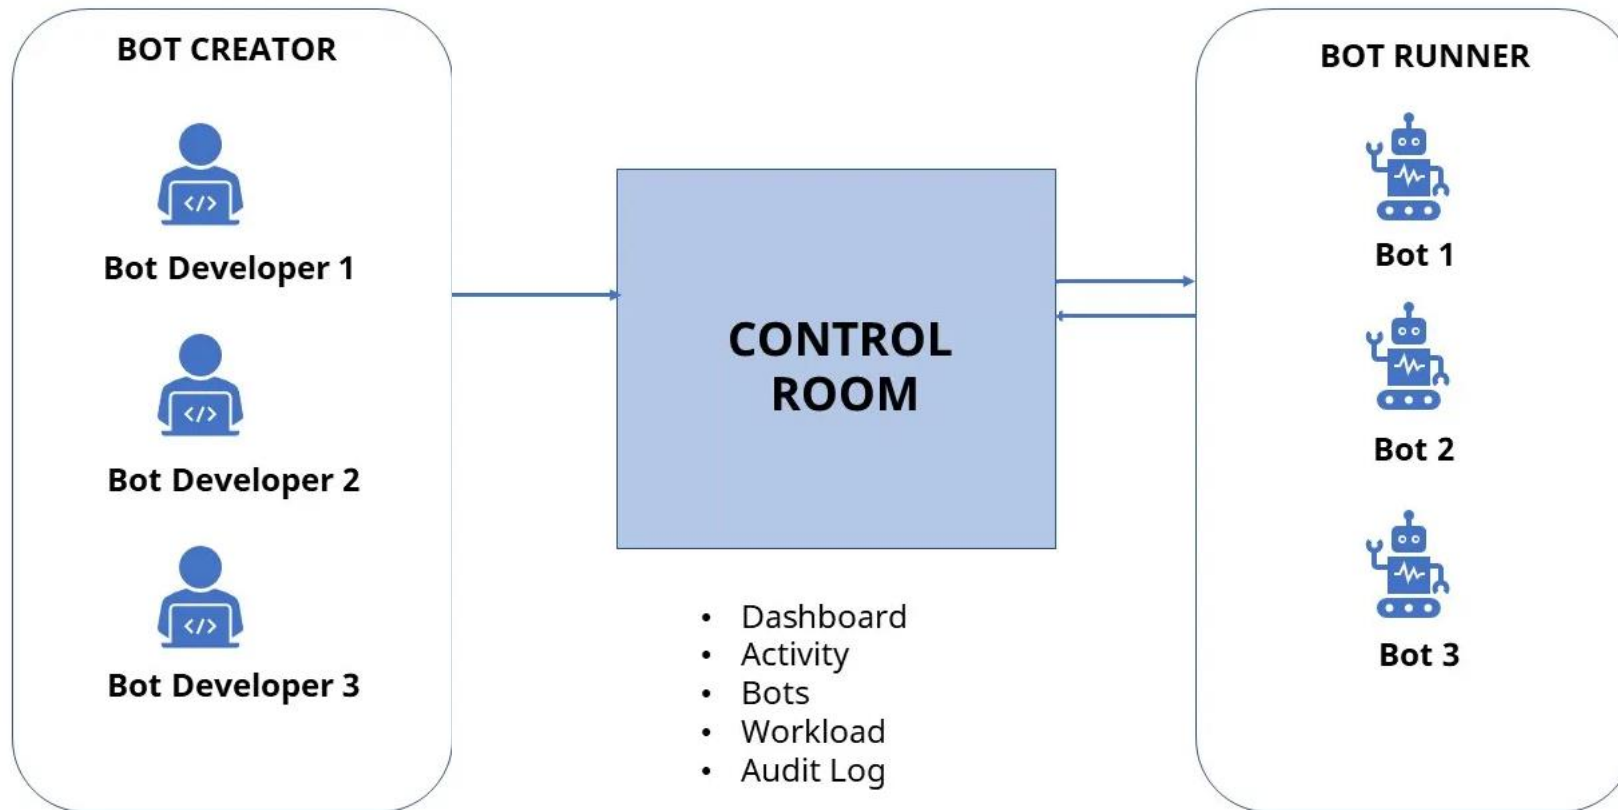 BOT CREATOR
</>
Bot Developer 1
</>
Bot Developer 2
</>
Bot Developer 3
CONTROL
ROOM
• Dashboard
• Activity
• Bots
• Workload
• Audit Log
BOT RUNNER
Bot 1
Bot 2
Bot 3